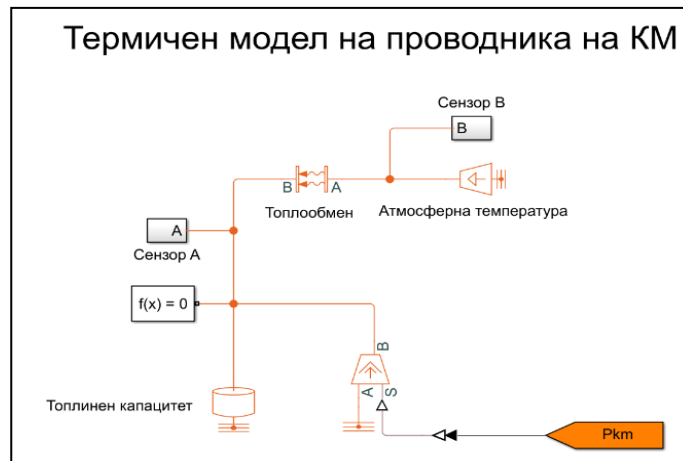 Термичен модел на проводника на КМ
Сензор B
B
B
A
Топлообмен
Атмосферна температура
A
Сензор А
f(x) = 0
B
A
S
Топлинен капацитет
Pkm